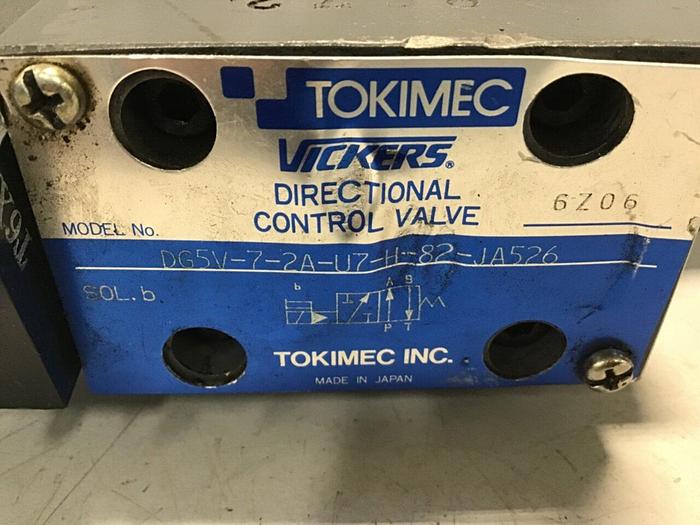 TOKIMEC
VICKERS®
DIRECTIONAL
CONTROL VALVE
6Z06
MODEL No.
DG5V-7-2A-U7-H-82-JA526
SOL.b
b
A B
P T
TOKIMEC INC.
MADE IN JAPAN